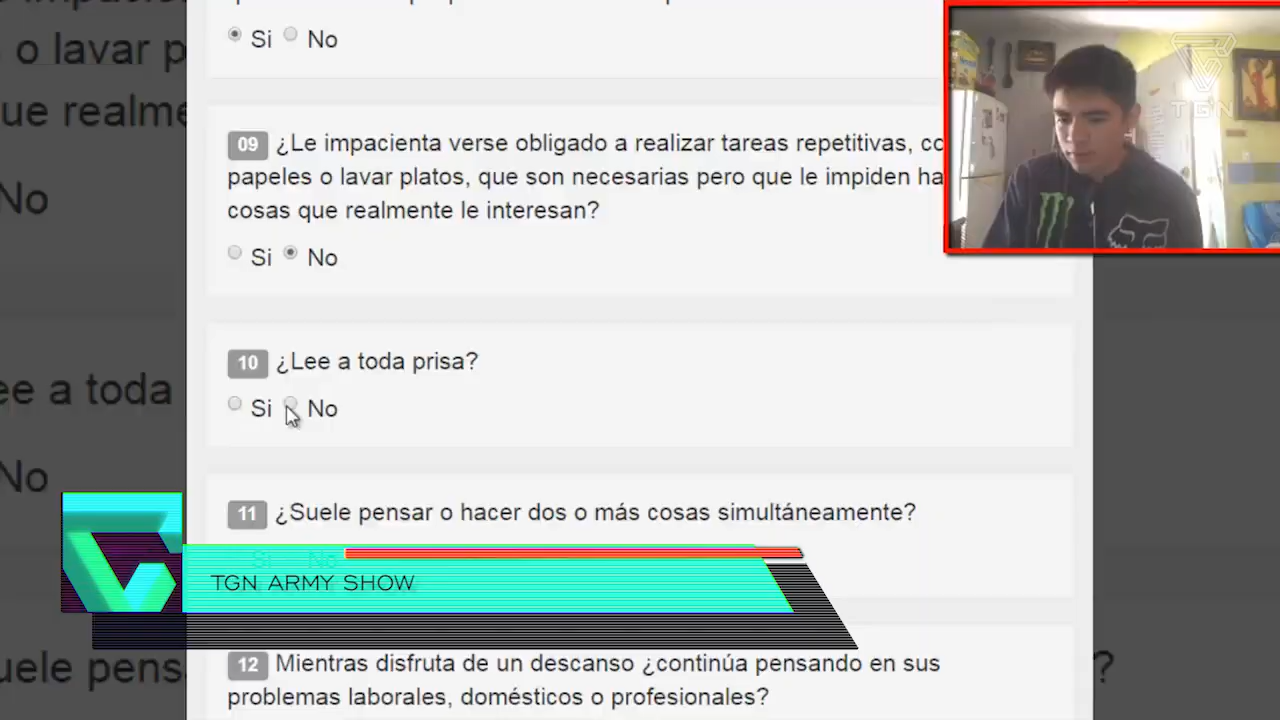 Si No
09 ¿Le impacienta verse obligado a realizar tareas repetitivas, co
papeles o lavar platos, que son necesarias pero que le impiden ha
cosas que realmente le interesan?
Si No
10 ¿Lee a toda prisa?
Si No
11 ¿Suele pensar o hacer dos o más cosas simultáneamente?
Si No
TGN ARMY SHOW
12 Mientras disfruta de un descanso ¿continúa pensando en sus
problemas laborales, domésticos o profesionales?
TGN
o lavar p
ue realme
No
ee a toda
No
uele pens
?